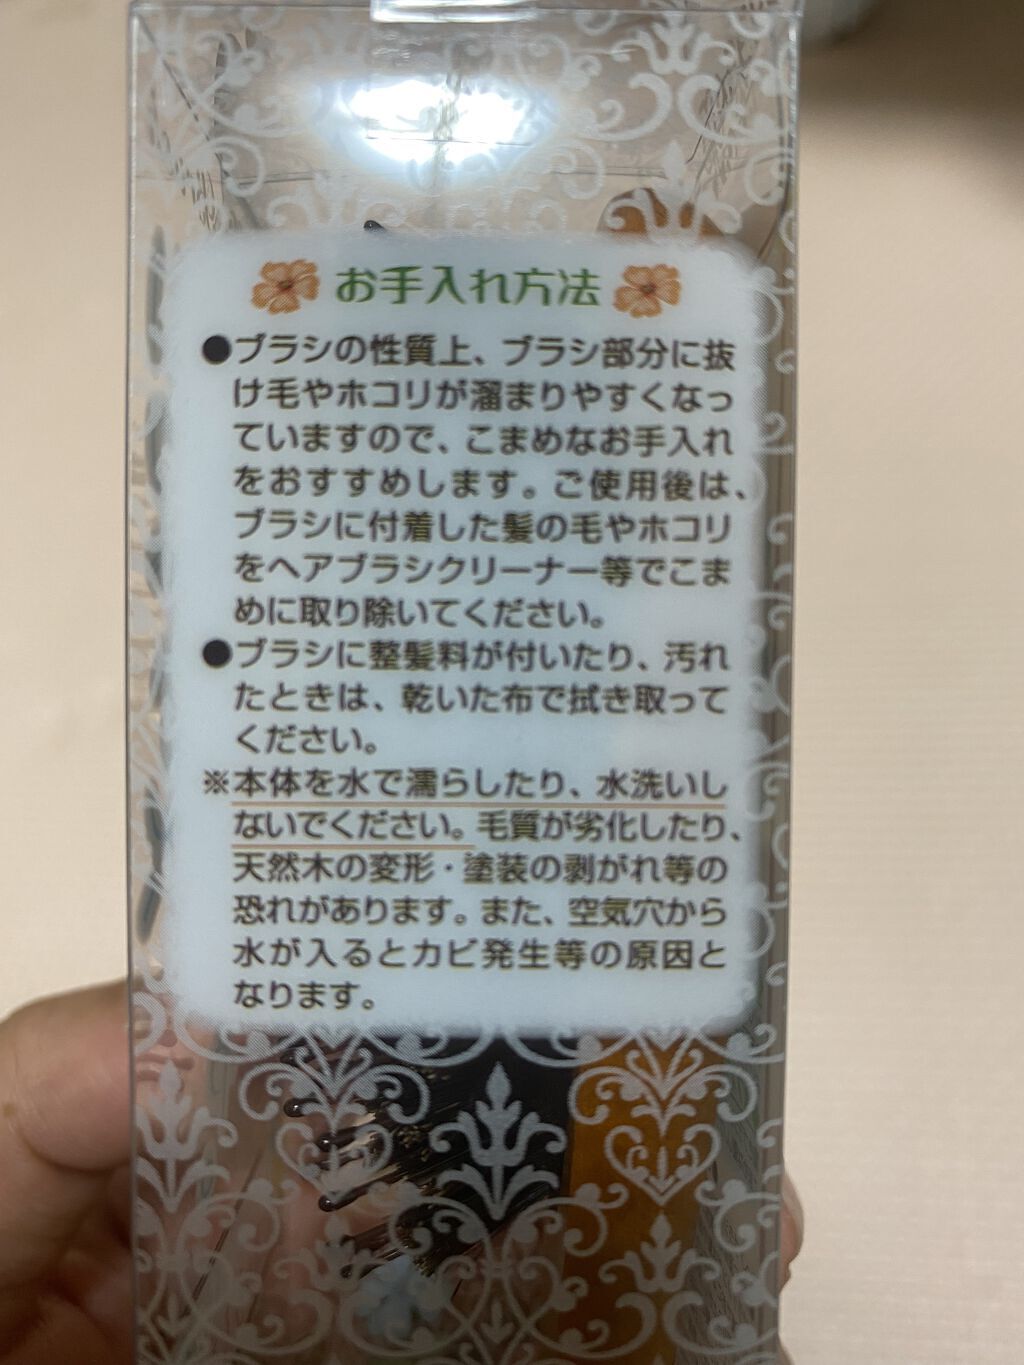 お手入れ方法
●ブラシの性質上、ブラシ部分に抜
け毛やホコリが溜まりやすくなっ
ていますので、こまめなお手入れ
をおすすめします。ご使用後は、
ブラシに付着した髪の毛やホコリ
をヘアブラシクリーナー等でこま
めに取り除いてください。
●ブラシに整髪料が付いたり、汚れ
たときは、乾いた布で拭き取って
ください。
※本体を水で濡らしたり、水洗いし
ないでください。毛質が劣化したり、
天然木の変形・塗装の剥がれ等の
恐れがあります。また、空気穴から
水が入るとカビ発生等の原因と
なります。